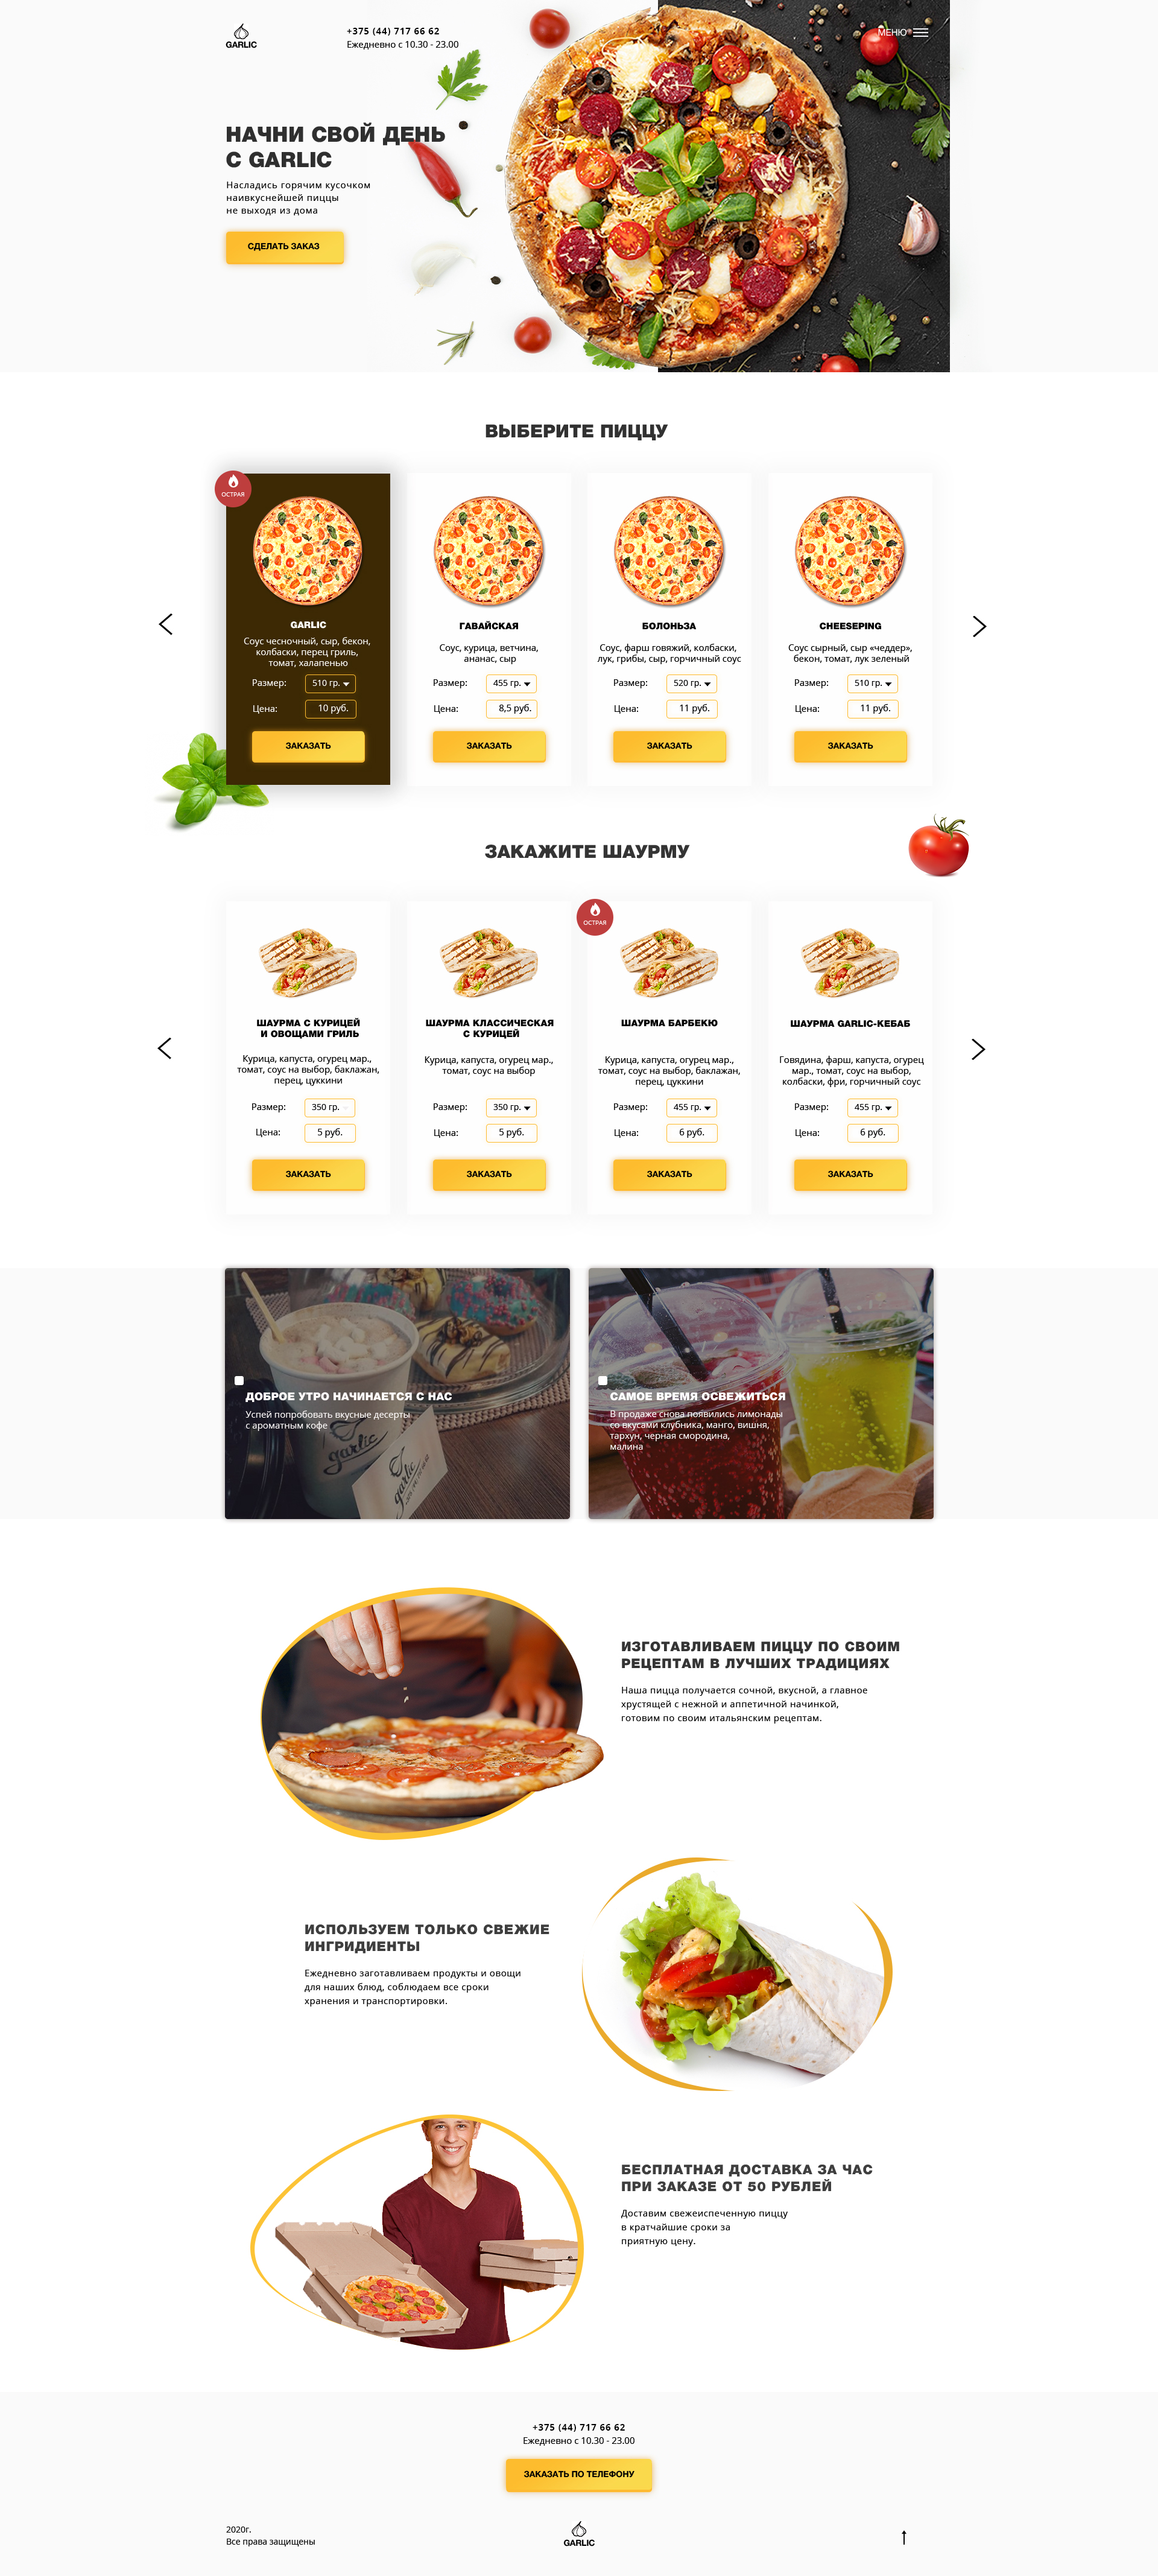 GARLIC
+375 (44) 717 66 62
Ежедневно с 10.30 - 23.00
МЕНЮ
НАЧНИ СВОЙ ДЕНЬ
С GARLIC
Насладись горячим кусочком
наивкуснейшей пиццы
не выходя из дома
СДЕЛАТЬ ЗАКАЗ
ВЫБЕРИТЕ ПИЦЦУ
ОСТРАЯ
GARLIC
Соус чесночный, сыр, бекон,
колбаски, перец гриль,
томат, халапенью
Размер: 510 гр.
Цена: 10 руб.
ЗАКАЗАТЬ
ГАВАЙСКАЯ
Соус, курица, ветчина,
ананас, сыр
Размер: 455 гр.
Цена: 8,5 руб.
ЗАКАЗАТЬ
БОЛОНЬЗА
Соус, фарш говяжий, колбаски,
лук, грибы, сыр, горчичный соус
Размер: 520 гр.
Цена: 11 руб.
ЗАКАЗАТЬ
CHEESEPING
Соус сырный, сыр «чеддер»,
бекон, томат, лук зеленый
Размер: 510 гр.
Цена: 11 руб.
ЗАКАЗАТЬ
ЗАКАЖИТЕ ШАУРМУ
ШАУРМА С КУРИЦЕЙ
И ОВОЩАМИ ГРИЛЬ
Курица, капуста, огурец мар.,
томат, соус на выбор, баклажан,
перец, цуккини
Размер: 350 гр.
Цена: 5 руб.
ЗАКАЗАТЬ
ШАУРМА КЛАССИЧЕСКАЯ
С КУРИЦЕЙ
Курица, капуста, огурец мар.,
томат, соус на выбор
Размер: 350 гр.
Цена: 5 руб.
ЗАКАЗАТЬ
ОСТРАЯ
ШАУРМА БАРБЕКЮ
Курица, капуста, огурец мар.,
томат, соус на выбор, баклажан,
перец, цуккини
Размер: 455 гр.
Цена: 6 руб.
ЗАКАЗАТЬ
ШАУРМА GARLIC-КЕБАБ
Говядина, фарш, капуста, огурец
мар., томат, соус на выбор,
колбаски, фри, горчичный соус
Размер: 455 гр.
Цена: 6 руб.
ЗАКАЗАТЬ
ДОБРОЕ УТРО НАЧИНАЕТСЯ С НАС
Успей попробовать вкусные десерты
с ароматным кофе
garlic
garlic
САМОЕ ВРЕМЯ ОСВЕЖИТЬСЯ
В продаже снова появились лимонады
со вкусами клубника, манго, вишня,
тархун, черная смородина,
малина
ИЗГОТАВЛИВАЕМ ПИЦЦУ ПО СВОИМ
РЕЦЕПТАМ В ЛУЧШИХ ТРАДИЦИЯХ
Наша пицца получается сочной, вкусной, а главное
хрустящей с нежной и аппетичной начинкой,
готовим по своим итальянским рецептам.
ИСПОЛЬЗУЕМ ТОЛЬКО СВЕЖИЕ
ИНГРИДИЕНТЫ
Ежедневно заготавливаем продукты и овощи
для наших блюд, соблюдаем все сроки
хранения и транспортировки.
БЕСПЛАТНАЯ ДОСТАВКА ЗА ЧАС
ПРИ ЗАКАЗЕ ОТ 50 РУБЛЕЙ
Доставим свежеиспеченную пиццу
в кратчайшие сроки за
приятную цену.
+375 (44) 717 66 62
Ежедневно с 10.30 - 23.00
ЗАКАЗАТЬ ПО ТЕЛЕФОНУ
2020г.
Все права защищены
GARLIC